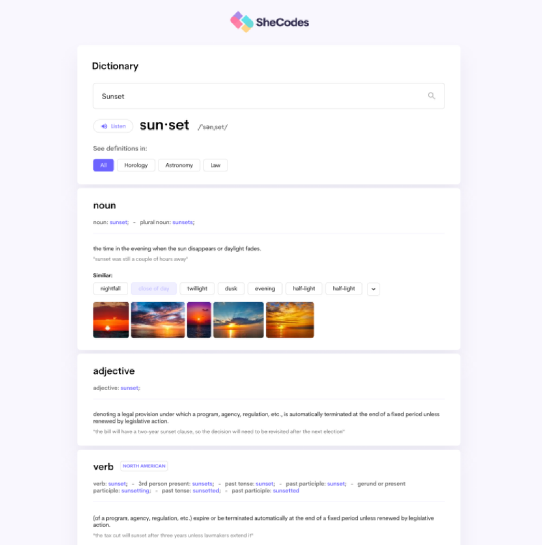 SheCodes
Dictionary
Sunset
Listen sun·set /ˈsənˌset/
See definitions in:
All Horology Astronomy Law
noun
noun: sunset; - plural noun: sunsets;
the time in the evening when the sun disappears or daylight fades.
"sunset was still a couple of hours away"
Similar:
nightfall close of day twilight dusk evening half-light half-light
adjective
adjective: sunset;
denoting a legal provision under which a program, agency, regulation, etc., is automatically terminated at the end of a fixed period unless
renewed by legislative action.
"the bill will have a two-year sunset clause, so the decision will need to be revisited after the next election"
verb NORTH AMERICAN
verb: sunset; - 3rd person present: sunsets; - past tense: sunset; - past participle: sunset; - gerund or present
participle: sunsetting; - past tense: sunsetted; - past participle: sunsetted
(of a program, agency, regulation, etc.) expire or be terminated automatically at the end of a fixed period unless renewed by legislative
action.
"the tax cut will sunset after three years unless lawmakers extend it"